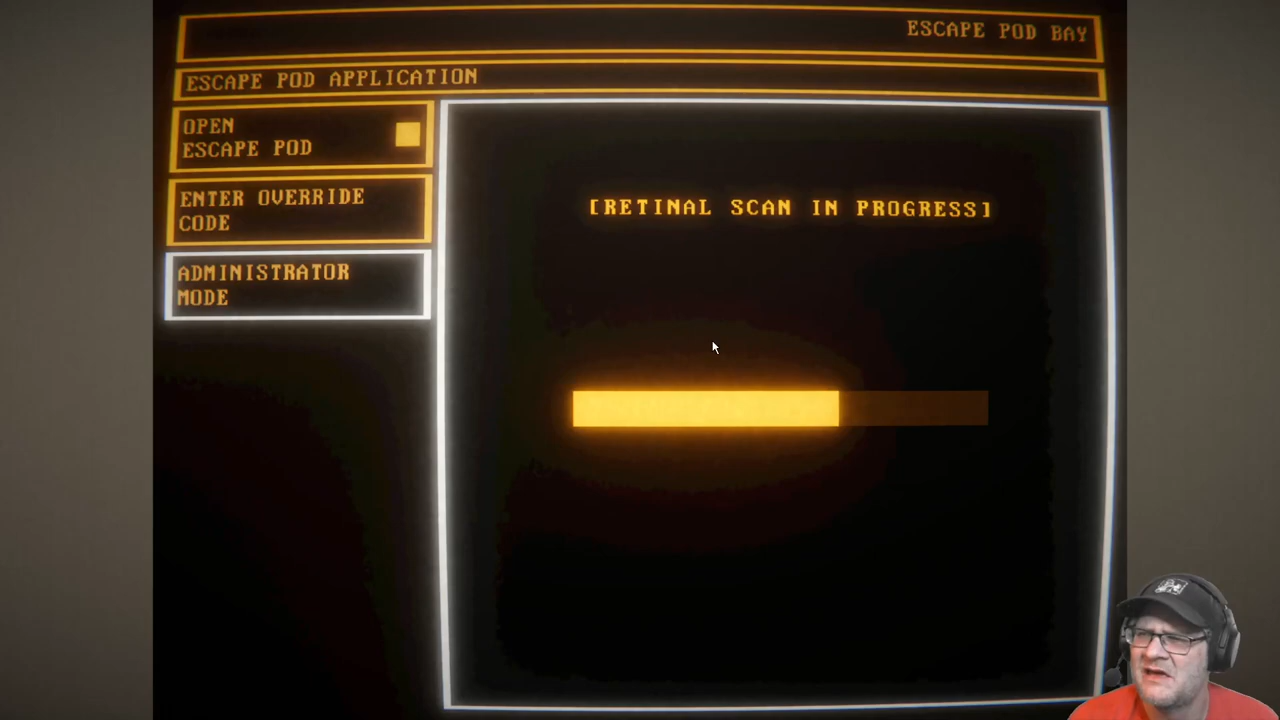 ESCAPE POD BAY
ESCAPE POD APPLICATION
OPEN
ESCAPE POD
ENTER OVERRIDE
CODE
ADMINISTRATOR
MODE
[RETINAL SCAN IN PROGRESS]